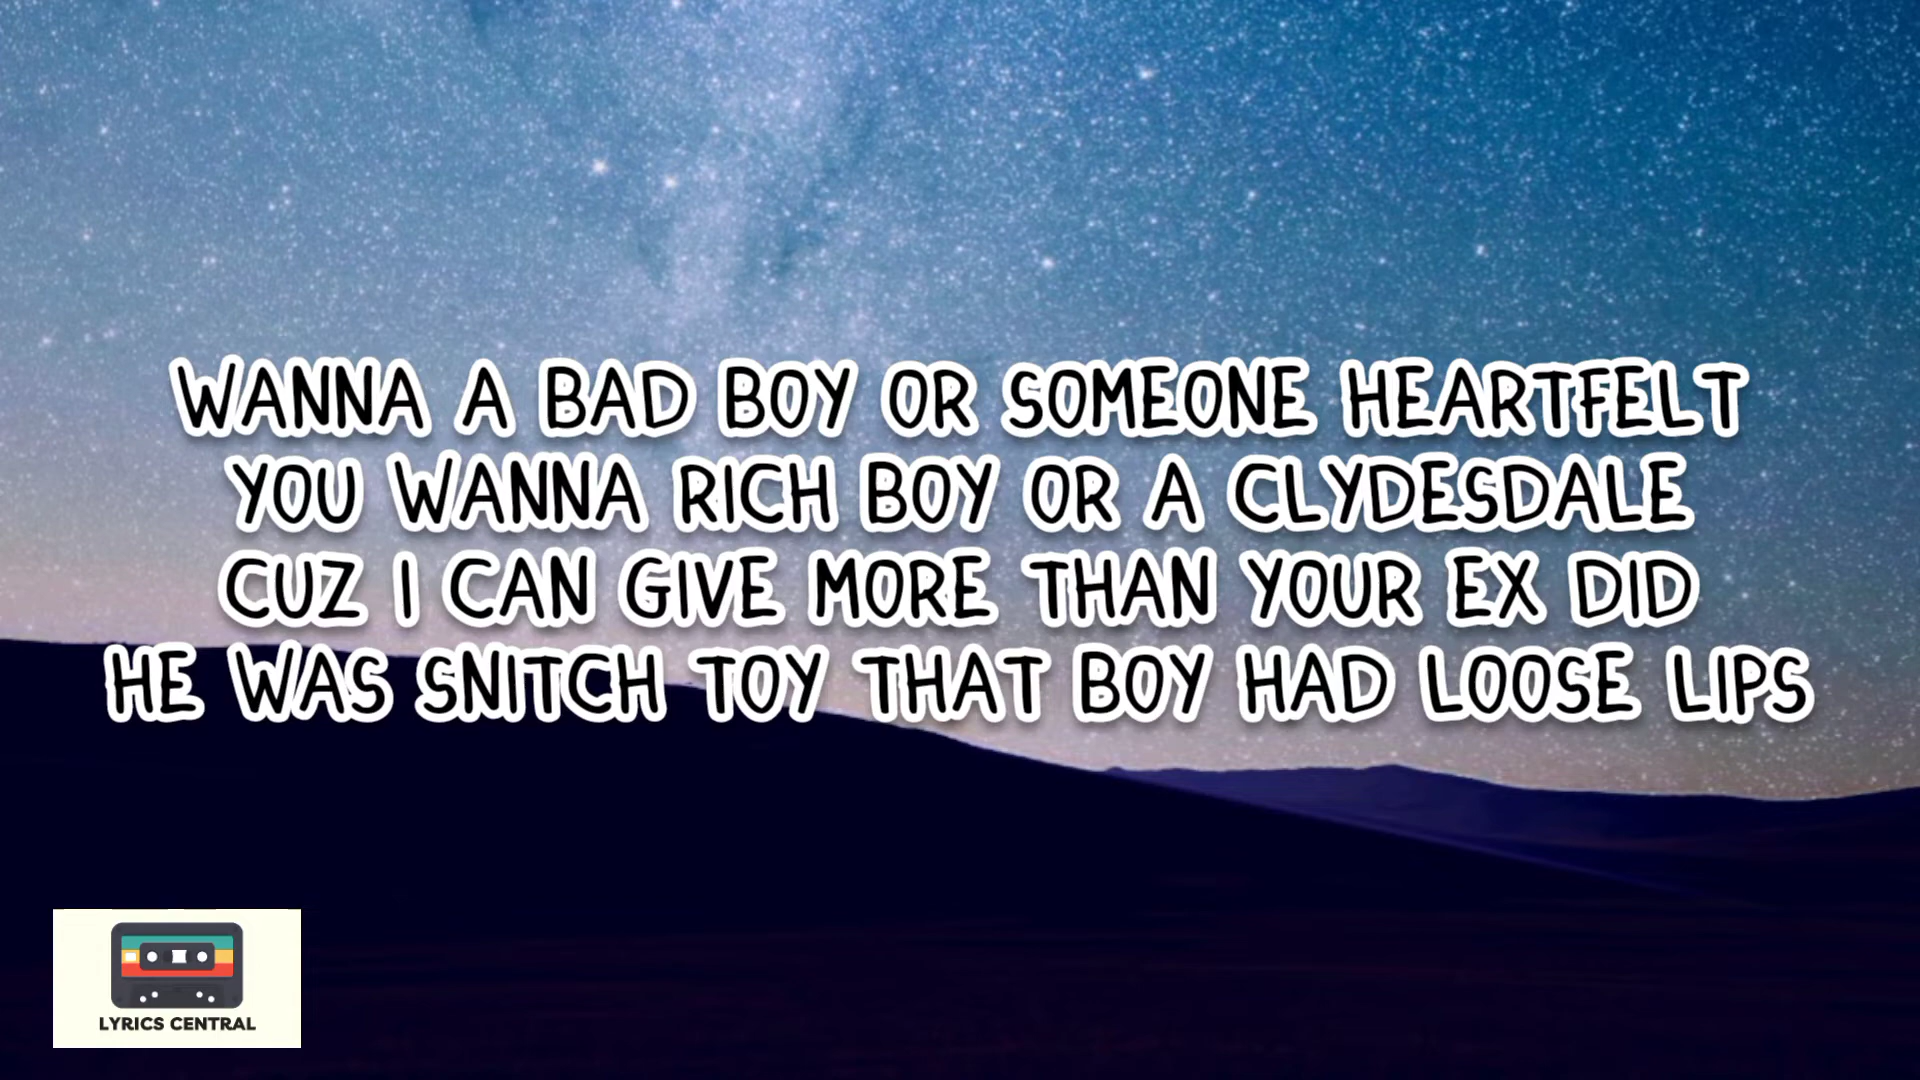 WANNA A BAD BOY OR SOMEONE HEARTFELT
YOU WANNA RICH BOY OR A CLYDESDALE
CUZ I CAN GIVE MORE THAN YOUR EX DID
HE WAS SNITCH TOY THAT BOY HAD LOOSE LIPS
LYRICS CENTRAL